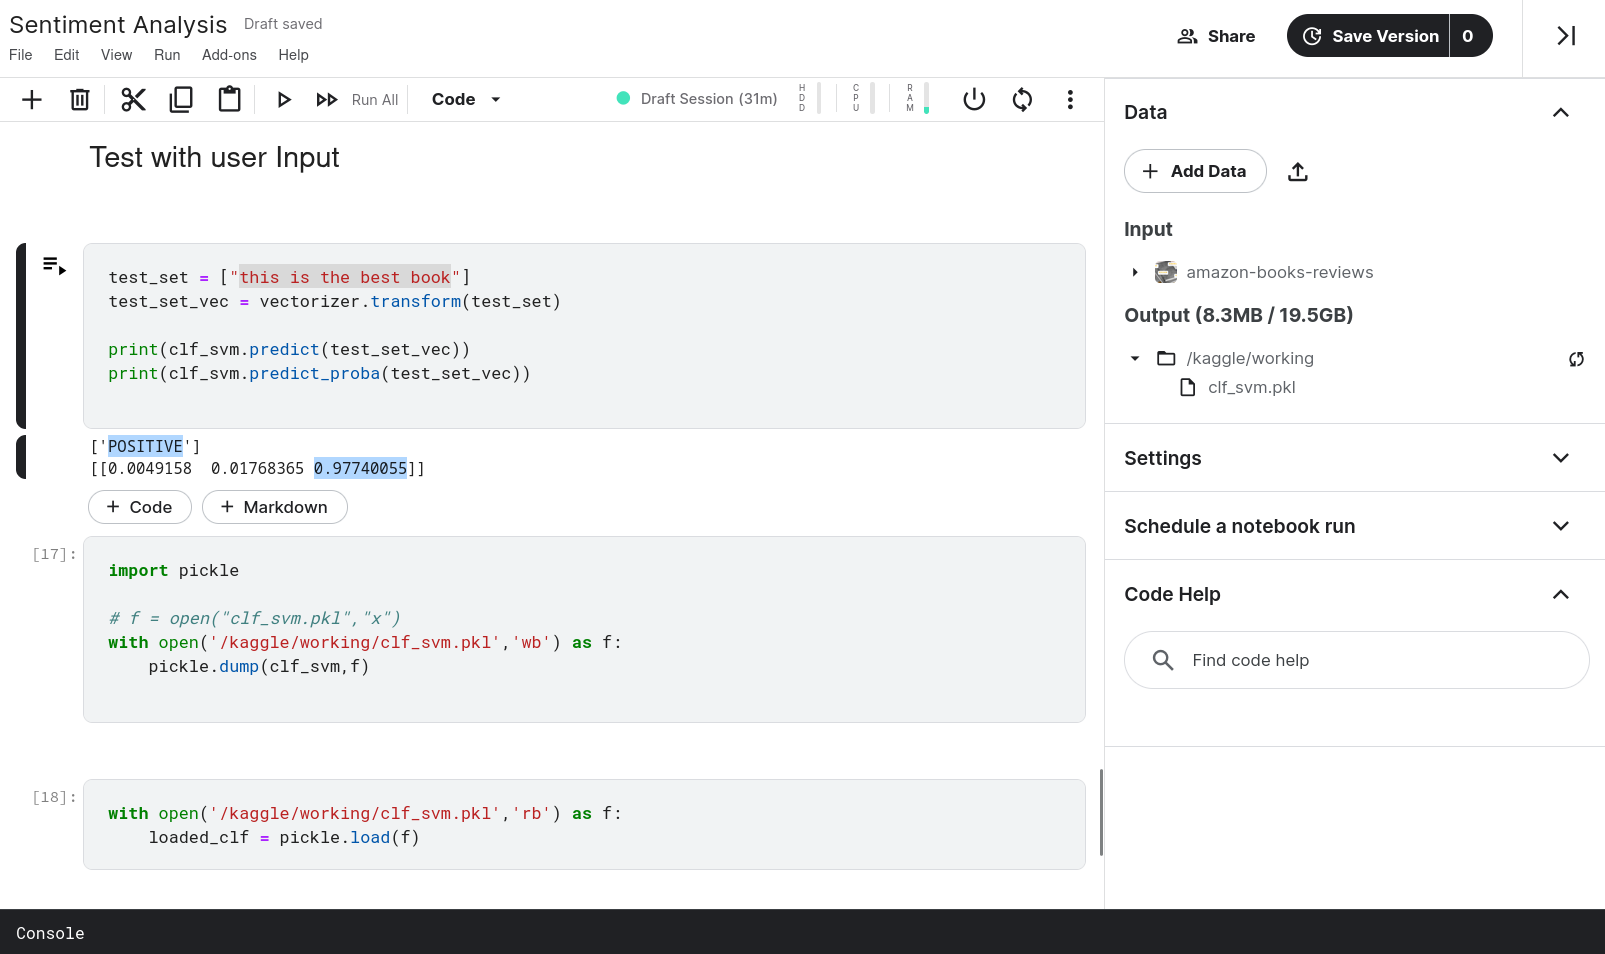 Sentiment Analysis Draft saved
File Edit View Run Add-ons Help
Share
Save Version 0
Run All Code Draft Session (31m) HDD CPU RAM
Test with user Input
test_set = ["this is the best book"]
test_set_vec = vectorizer.transform(test_set)
print(clf_svm.predict(test_set_vec))
print(clf_svm.predict_proba(test_set_vec))
['POSITIVE']
[[0.0049158  0.01768365 0.97740055]]
+ Code + Markdown
[17]:
import pickle
# f = open("clf_svm.pkl","x")
with open('/kaggle/working/clf_svm.pkl','wb') as f:
    pickle.dump(clf_svm,f)
[18]:
with open('/kaggle/working/clf_svm.pkl','rb') as f:
    loaded_clf = pickle.load(f)
Data
+ Add Data
Input
amazon-books-reviews
Output (8.3MB / 19.5GB)
/kaggle/working
clf_svm.pkl
Settings
Schedule a notebook run
Code Help
Find code help
Console